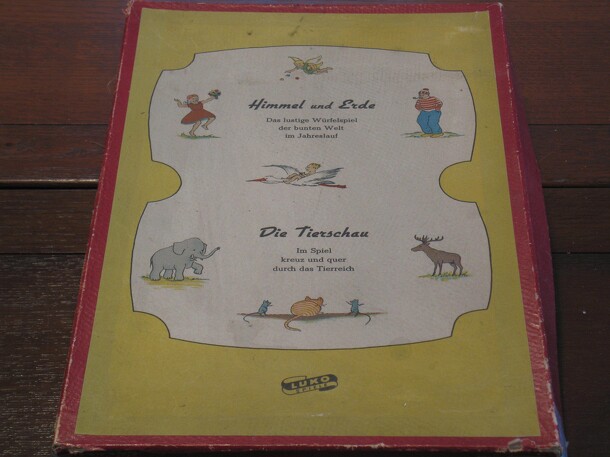 Himmel und Erde
Das lustige Würfelspiel
der bunten Welt
im Jahreslauf
Die Tierschau
Im Spiel
kreuz und quer
durch das Tierreich
LUKO
SPIELE